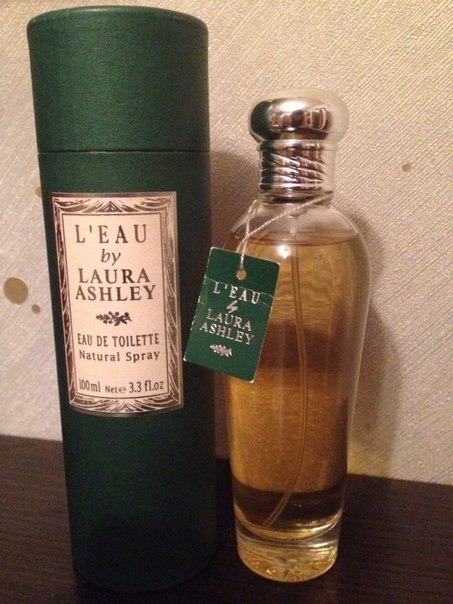 L'EAU
by
LAURA
ASHLEY
EAU DE TOILETTE
Natural Spray
100ml Net e 3.3 fl.oz
L'EAU
by
LAURA
ASHLEY